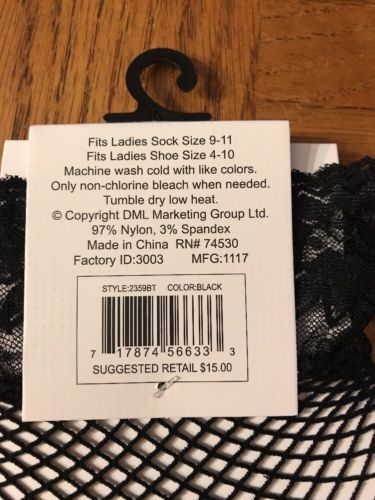 Fits Ladies Sock Size 9-11
Fits Ladies Shoe Size 4-10
Machine wash cold with like colors.
Only non-chlorine bleach when needed.
Tumble dry low heat.
© Copyright DML Marketing Group Ltd.
97% Nylon, 3% Spandex
Made in China RN# 74530
Factory ID:3003 MFG:1117
STYLE:2359BT COLOR:BLACK
7 17874 56633 3
SUGGESTED RETAIL $15.00